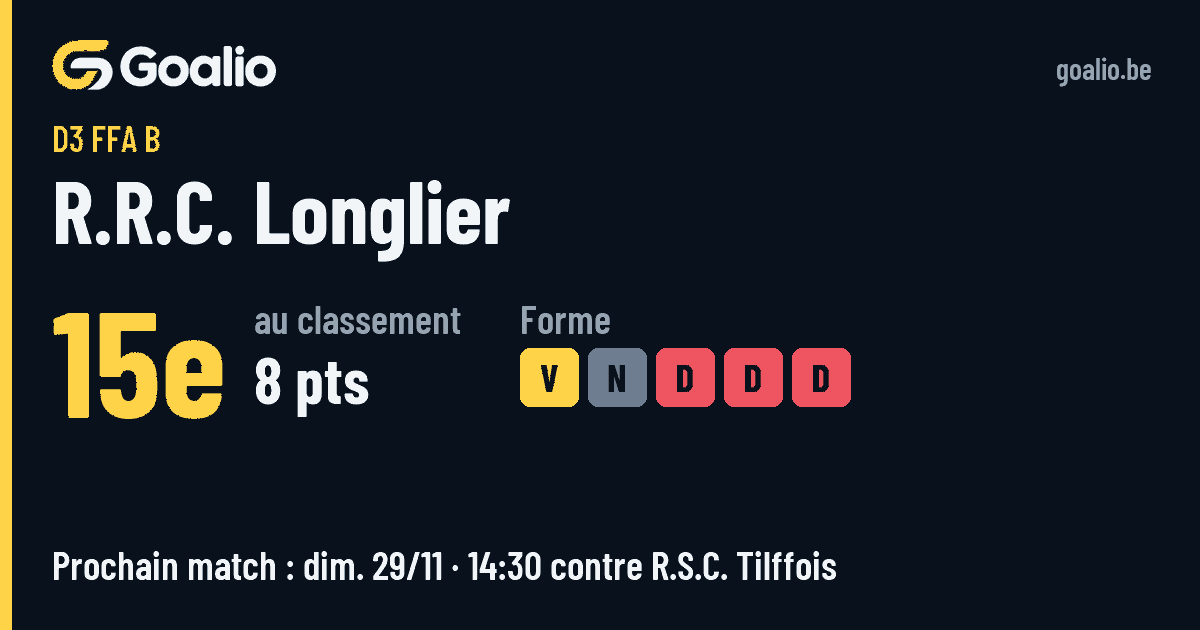 Goalio
goalio.be
D3 FFA B
R.R.C. Longlier
15e
au classement
8 pts
Forme
V N D D D
Prochain match : dim. 29/11 · 14:30 contre R.S.C. Tilffois